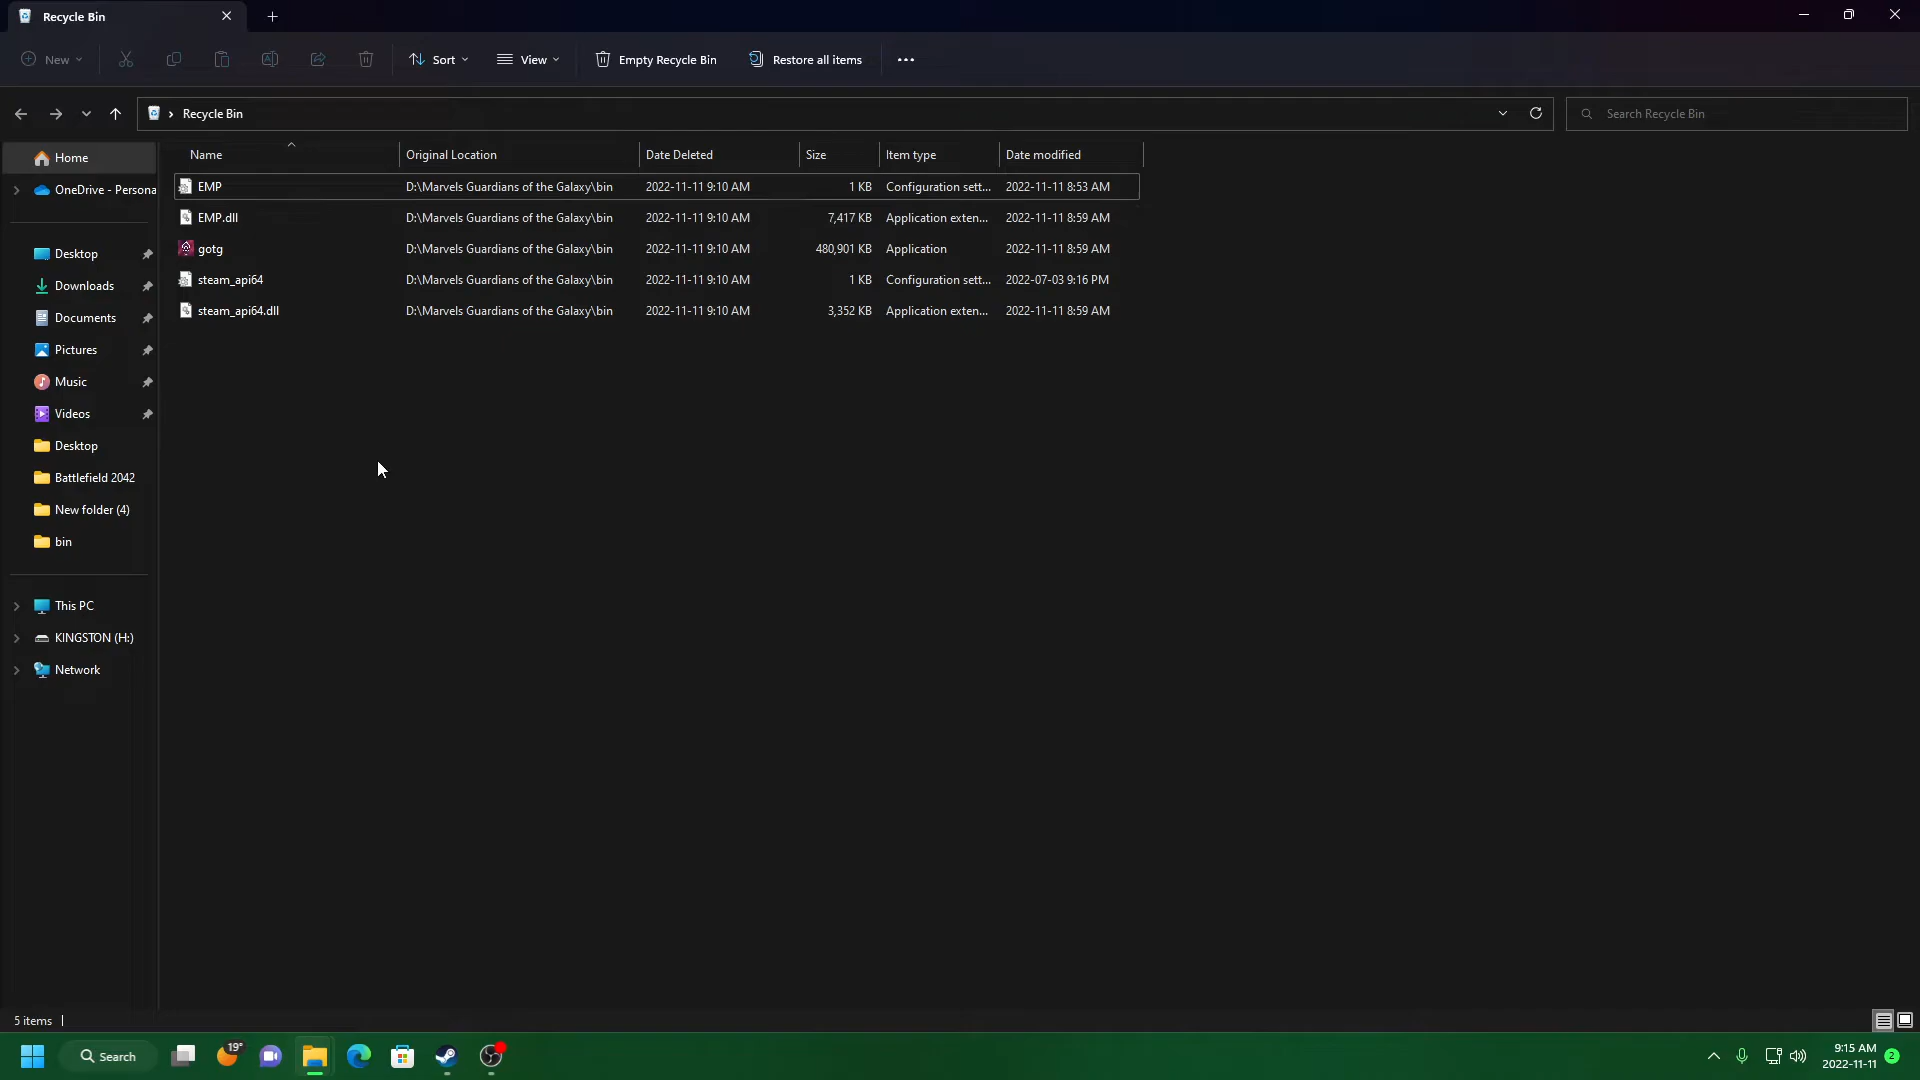 Recycle Bin
New
Sort
View
Empty Recycle Bin
Restore all items
Recycle Bin
Search Recycle Bin
Name Original Location Date Deleted Size Item type Date modified
EMP D:\Marvels Guardians of the Galaxy\bin 2022-11-11 9:10 AM 1 KB Configuration sett... 2022-11-11 8:53 AM
EMP.dll D:\Marvels Guardians of the Galaxy\bin 2022-11-11 9:10 AM 7,417 KB Application exten... 2022-11-11 8:59 AM
gotg D:\Marvels Guardians of the Galaxy\bin 2022-11-11 9:10 AM 480,901 KB Application 2022-11-11 8:59 AM
steam_api64 D:\Marvels Guardians of the Galaxy\bin 2022-11-11 9:10 AM 1 KB Configuration sett... 2022-07-03 9:16 PM
steam_api64.dll D:\Marvels Guardians of the Galaxy\bin 2022-11-11 9:10 AM 3,352 KB Application exten... 2022-11-11 8:59 AM
Home
OneDrive - Persona
Desktop
Downloads
Documents
Pictures
Music
Videos
Desktop
Battlefield 2042
New folder (4)
bin
This PC
KINGSTON (H:)
Network
5 items
Search
19°
9:15 AM
2022-11-11
2